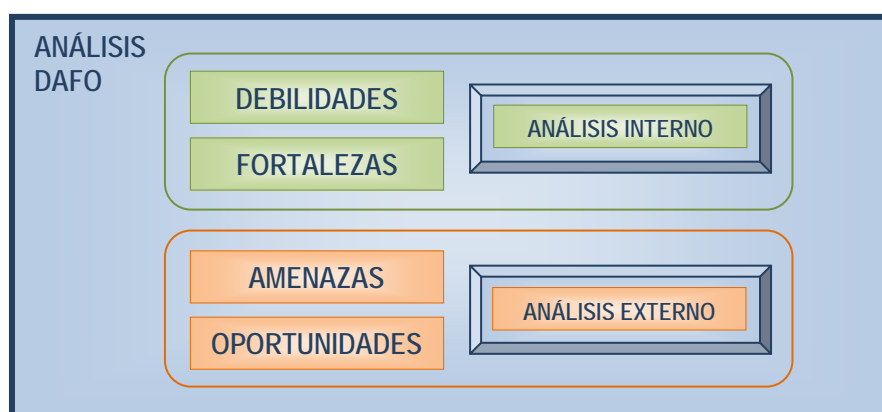 ANÁLISIS
DAFO
DEBILIDADES
FORTALEZAS
ANÁLISIS INTERNO
AMENAZAS
OPORTUNIDADES
ANÁLISIS EXTERNO